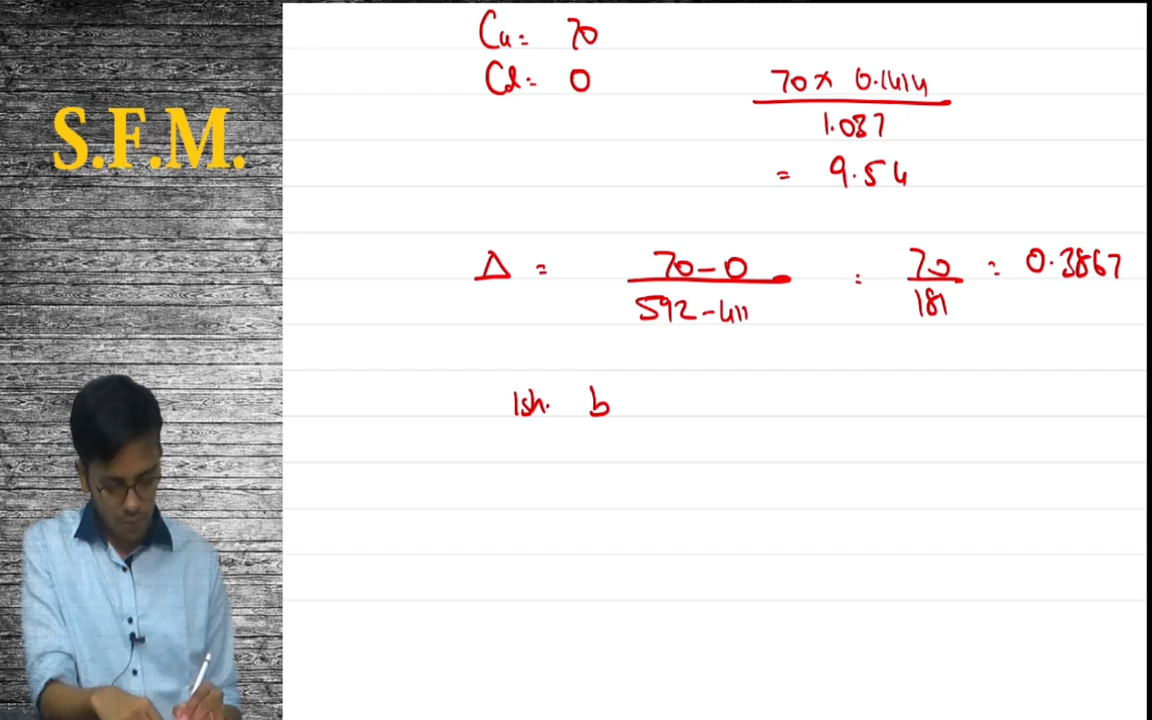 S.F.M.
Cu = 70
Cd = 0
70 × 0.1414
1.037
= 9.54
Δ = 70 - 0 : 70 : 0.3867
592 - 411 181
1sh. b